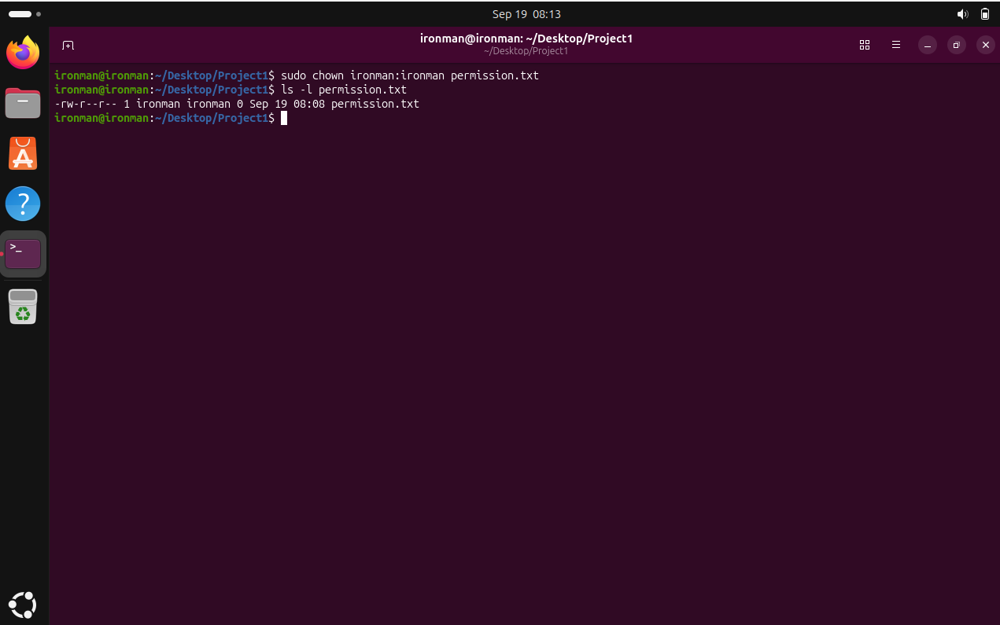 Sep 19 08:13
ironman@ironman: ~/Desktop/Project1
~/Desktop/Project1
ironman@ironman:~/Desktop/Project1$ sudo chown ironman:ironman permission.txt
ironman@ironman:~/Desktop/Project1$ ls -l permission.txt
-rw-r--r-- 1 ironman ironman 0 Sep 19 08:08 permission.txt
ironman@ironman:~/Desktop/Project1$